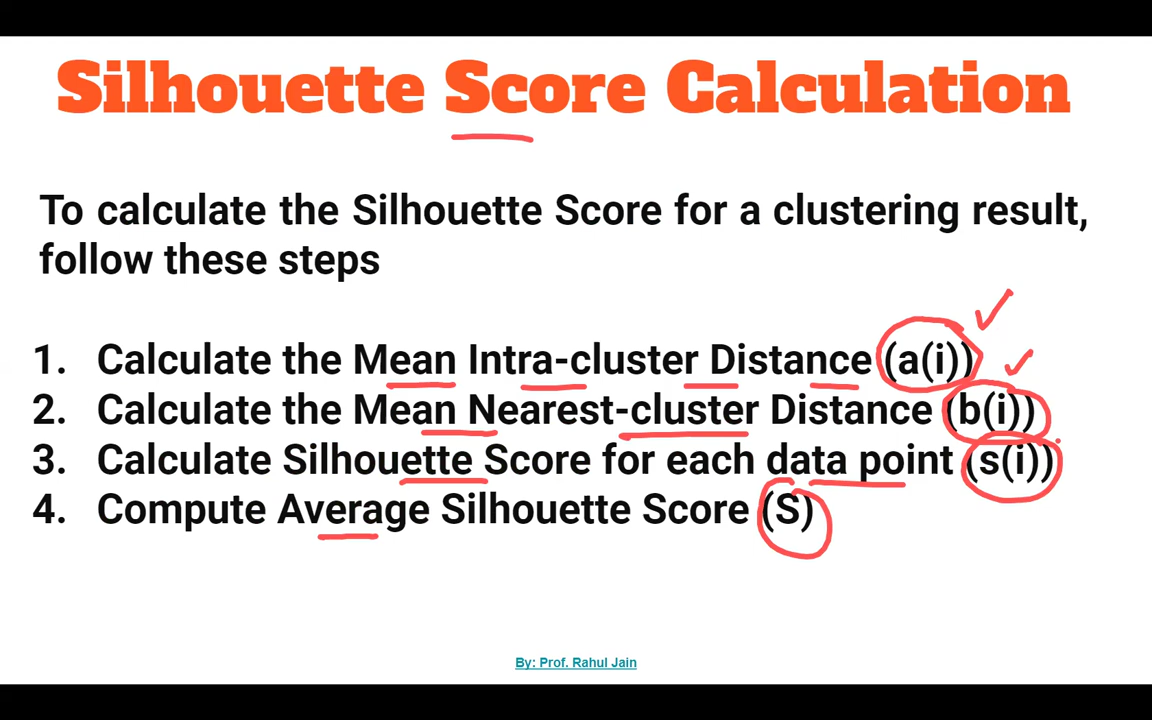 Silhouette Score Calculation
To calculate the Silhouette Score for a clustering result,
follow these steps
1. Calculate the Mean Intra-cluster Distance (a(i))
2. Calculate the Mean Nearest-cluster Distance (b(i))
3. Calculate Silhouette Score for each data point (s(i))
4. Compute Average Silhouette Score (S)
By: Prof. Rahul Jain